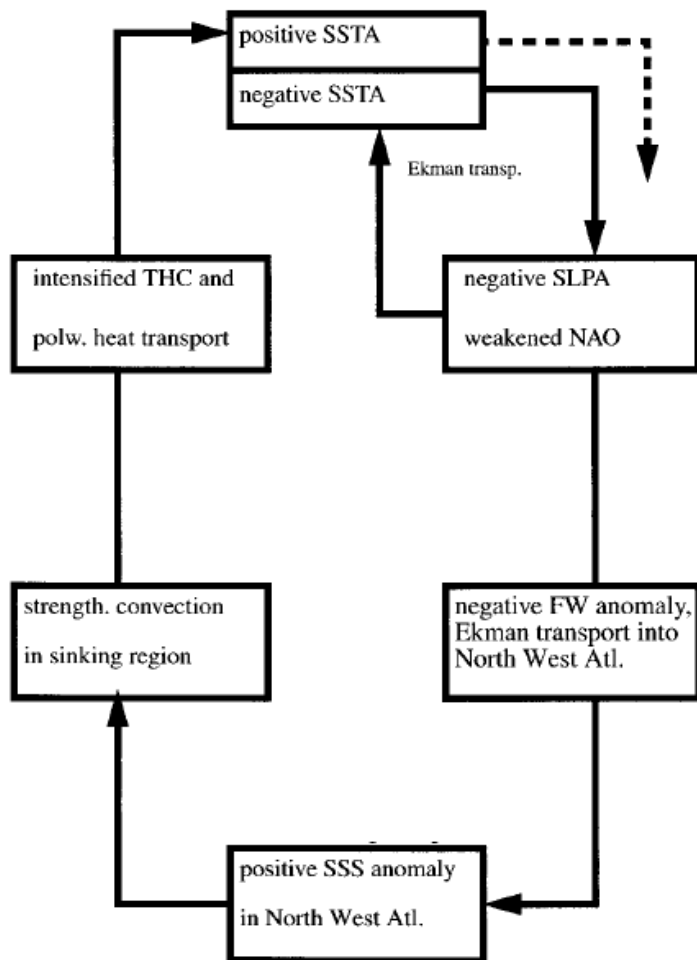 positive SSTA
negative SSTA
Ekman transp.
intensified THC and
polw. heat transport
negative SLPA
weakened NAO
strength. convection
in sinking region
negative FW anomaly,
Ekman transport into
North West Atl.
positive SSS anomaly
in North West Atl.